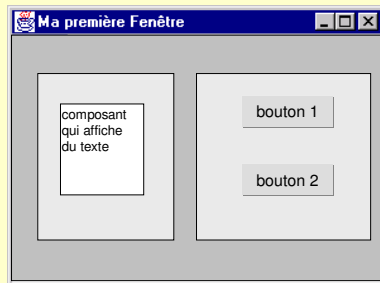 Ma première Fenêtre
composant
qui affiche
du texte
bouton 1
bouton 2